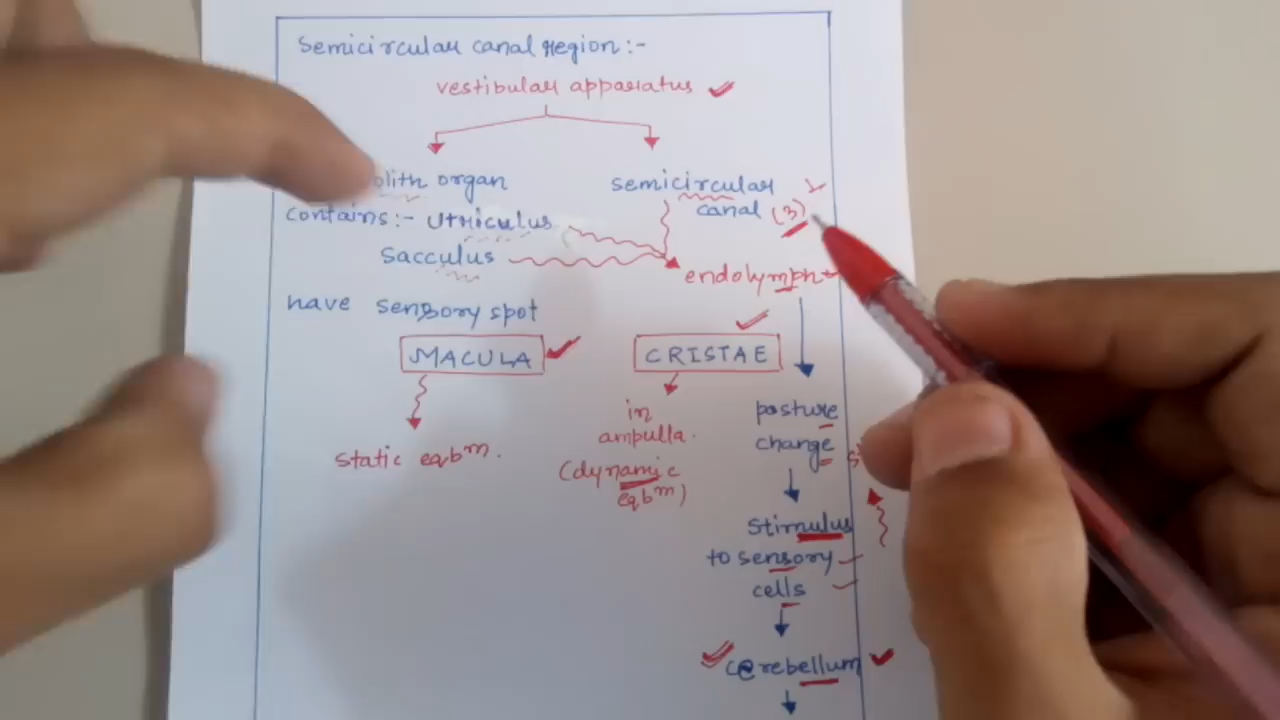 Semicircular canal region :-
vestibular apparatus
olith organ
semicircular
canal (3)
contains:- Utriculus
Sacculus
endolymph
have sensory spot
MACULA
CRISTAE
in
ampulla.
(dynamic
eqbm)
static eqbm.
posture
change
stimulus
to sensory
cells
cerebellum